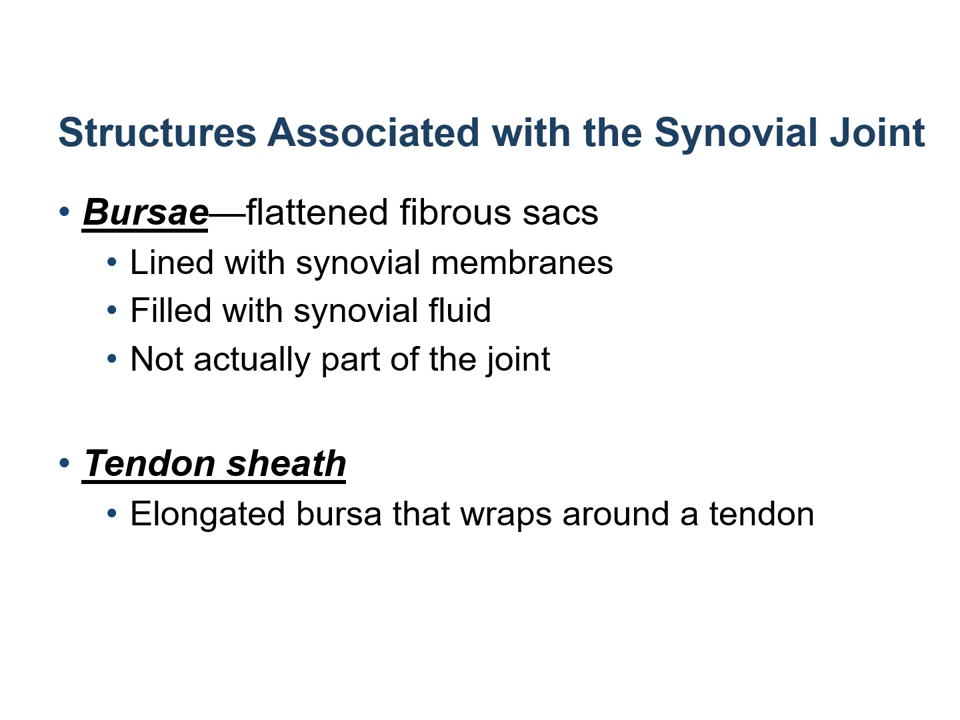 Structures Associated with the Synovial Joint
• Bursae—flattened fibrous sacs
• Lined with synovial membranes
• Filled with synovial fluid
• Not actually part of the joint
• Tendon sheath
• Elongated bursa that wraps around a tendon